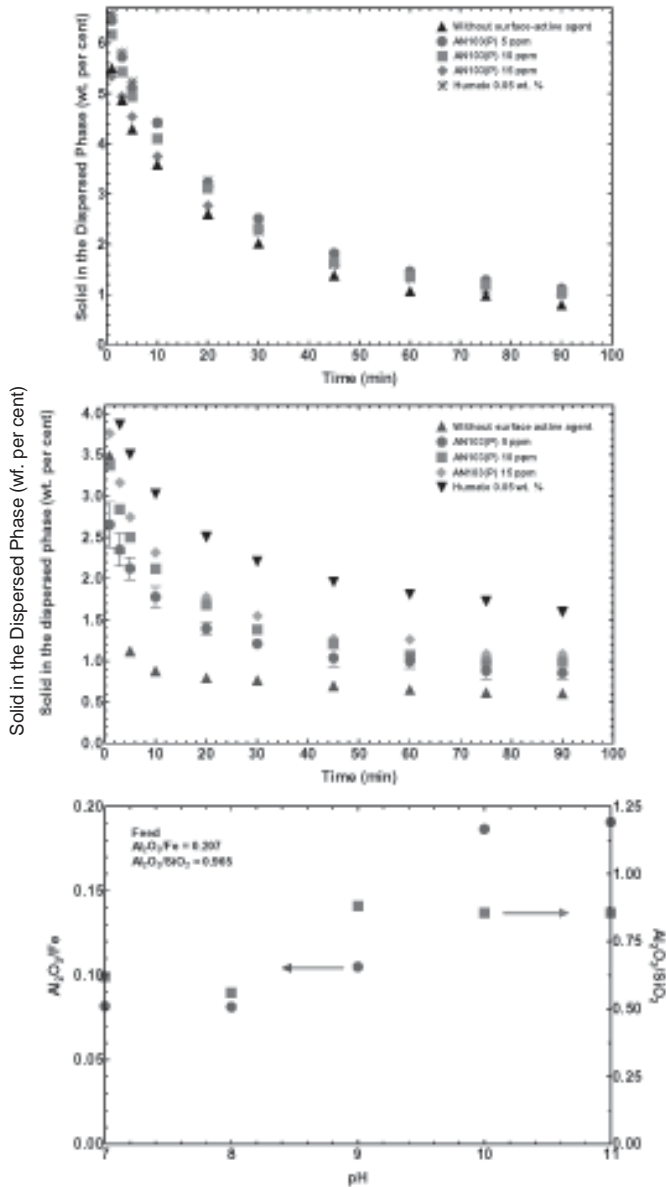 Solid in the Dispersed Phase (wt. per cent)
6
5
4
3
2
1
0
Without surface-active agent
AN103(P) 5 ppm
AN103(P) 10 ppm
AN103(P) 15 ppm
Humate 0.05 wt. %
0 10 20 30 40 50 60 70 80 90 100
Time (min)
Solid in the Dispersed Phase (wf. per cent)
Solid in the dispersed phase (wt. per cent)
4.0
3.5
3.0
2.5
2.0
1.5
1.0
0.5
0.0
Without surface active agent
AN103(P) 5 ppm
AN103(P) 10 ppm
AN103(P) 15 ppm
Humate 0.05 wt. %
0 10 20 30 40 50 60 70 80 90 100
Time (min)
Al₂O₃/Fe
0.20
0.15
0.10
0.05
0.00
Feed
Al₂O₃/Fe = 0.207
Al₂O₃/SiO₂ = 0.965
1.25
1.00
0.75
0.50
0.25
0.00
Al₂O₃/SiO₂
7 8 9 10 11
pH